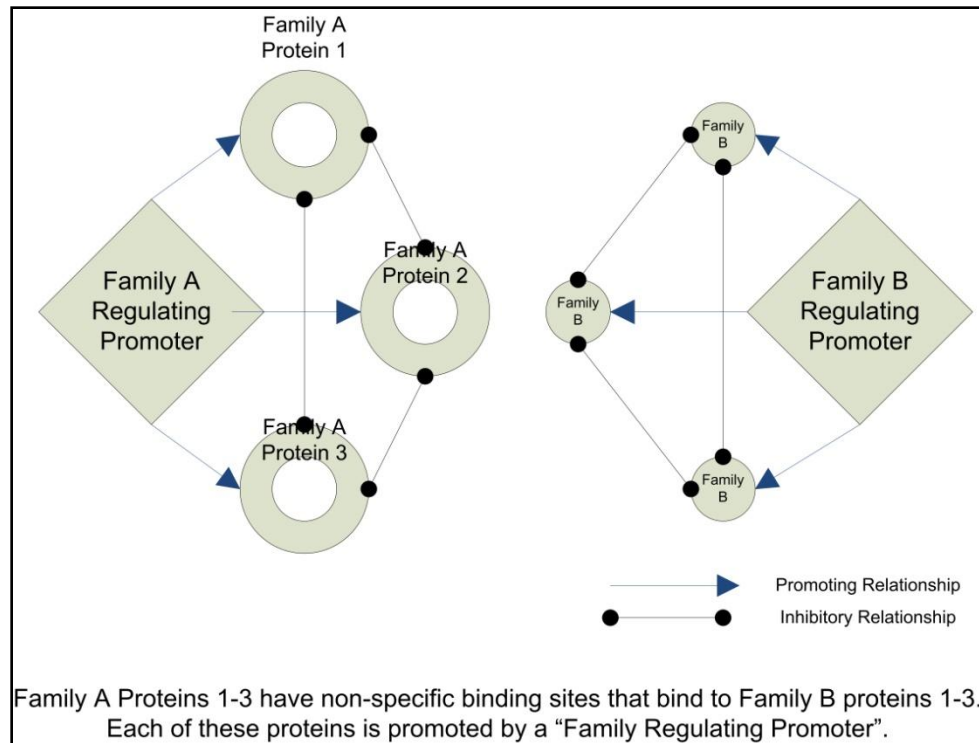 Family A
Protein 1
Family
B
Family A
Regulating
Promoter
Family A
Protein 2
Family
B
Family B
Regulating
Promoter
Family A
Protein 3
Family
B
Promoting Relationship
Inhibitory Relationship
Family A Proteins 1-3 have non-specific binding sites that bind to Family B proteins 1-3.
Each of these proteins is promoted by a “Family Regulating Promoter”.